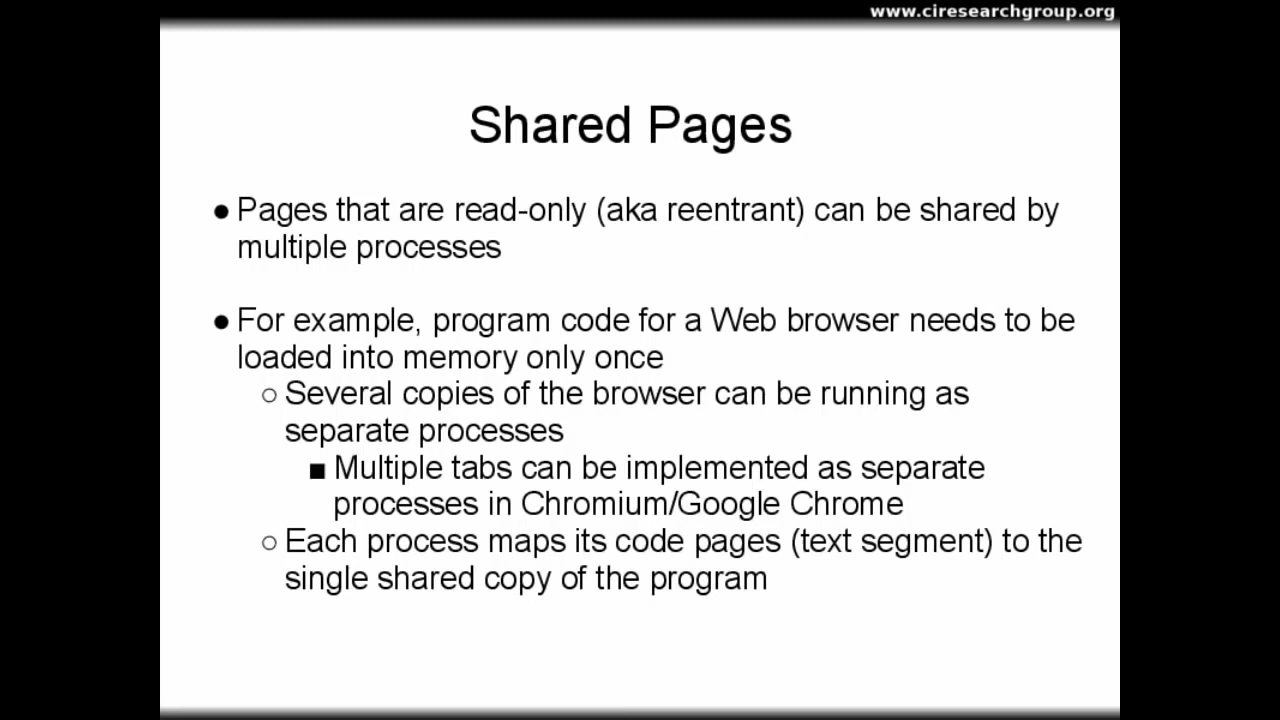 www.ciresearchgroup.org
Shared Pages
● Pages that are read-only (aka reentrant) can be shared by
multiple processes
● For example, program code for a Web browser needs to be
loaded into memory only once
○ Several copies of the browser can be running as
separate processes
■ Multiple tabs can be implemented as separate
processes in Chromium/Google Chrome
○ Each process maps its code pages (text segment) to the
single shared copy of the program